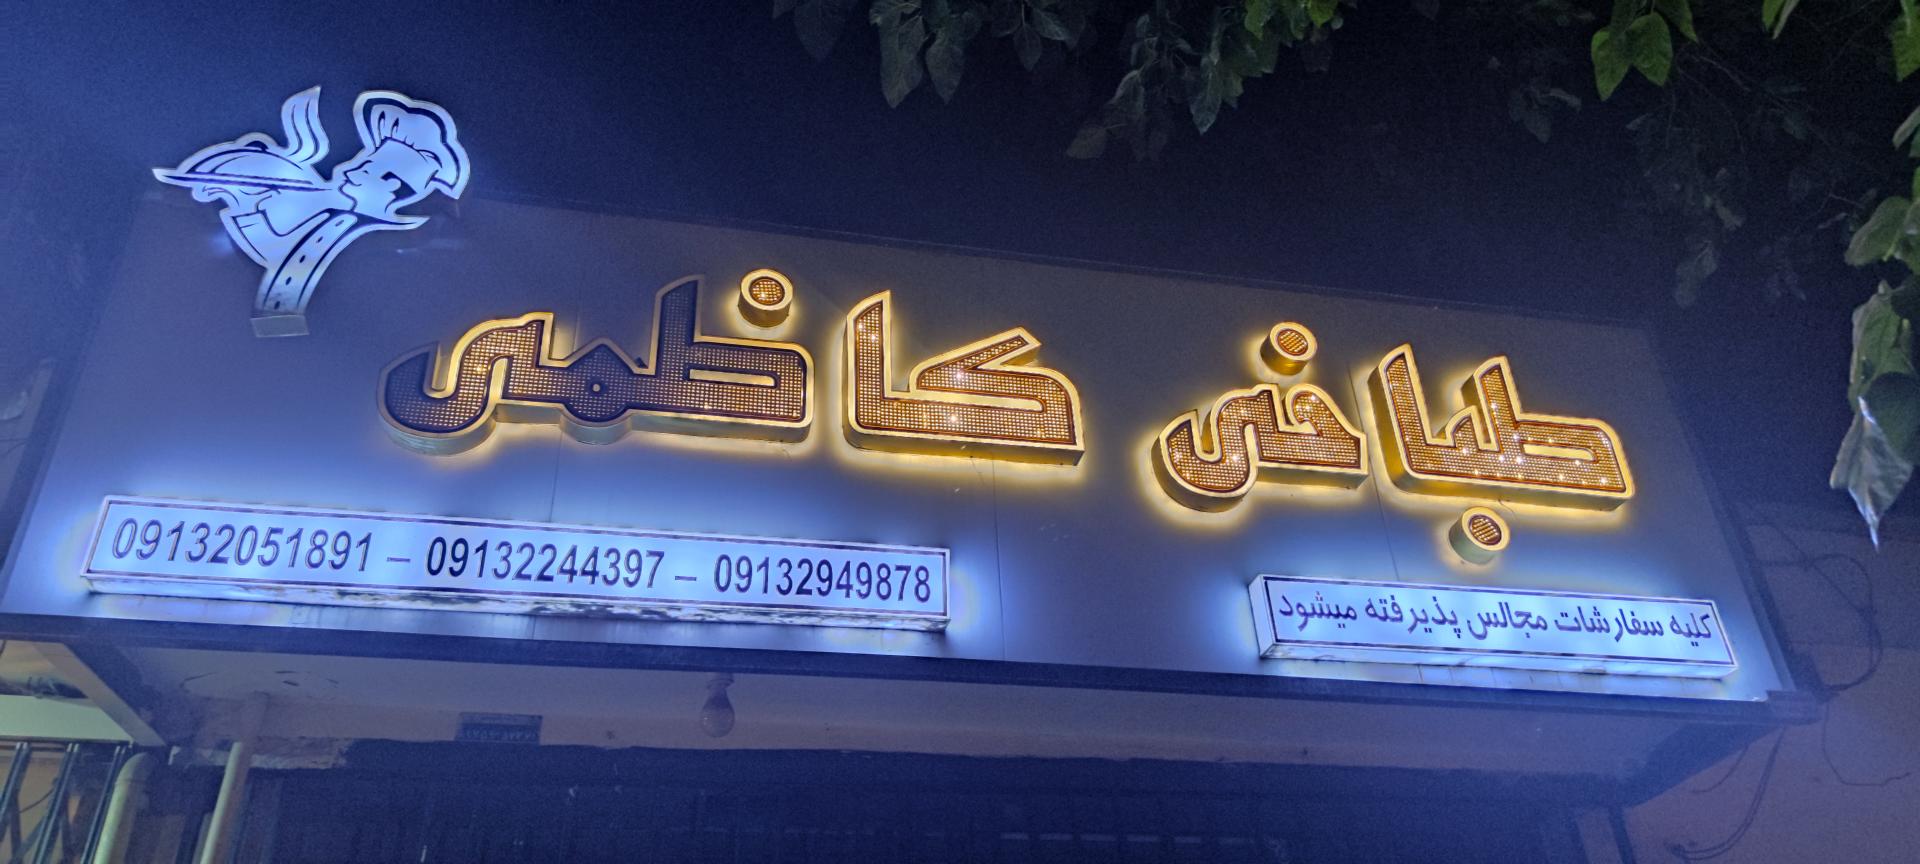 طباخی کاظمی
کلیه سفارشات مجالس پذیرفته میشود
09132051891 – 09132244397 – 09132949878